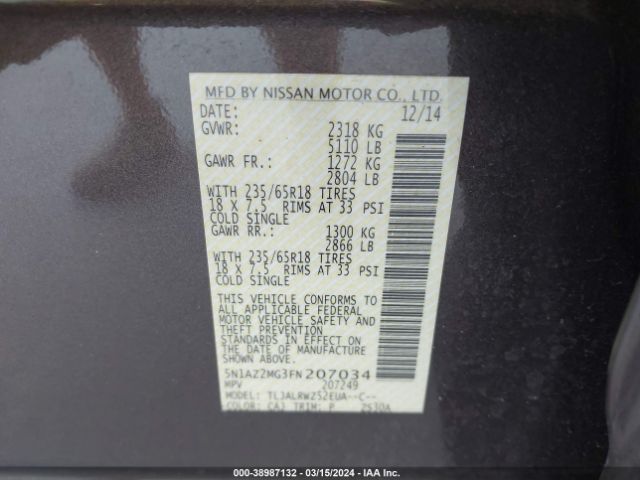 MFD BY NISSAN MOTOR CO., LTD.
DATE: 12/14
GVWR: 2318 KG
5110 LB
GAWR FR.: 1272 KG
2804 LB
WITH 235/65R18 TIRES
18 X 7.5 RIMS AT 33 PSI
COLD SINGLE
GAWR RR.: 1300 KG
2866 LB
WITH 235/65R18 TIRES
18 X 7.5 RIMS AT 33 PSI
COLD SINGLE
THIS VEHICLE CONFORMS TO
ALL APPLICABLE FEDERAL
MOTOR VEHICLE SAFETY AND
THEFT PREVENTION
STANDARDS IN EFFECT ON
THE DATE OF MANUFACTURE
SHOWN ABOVE.
5N1AZ2MG3FN207034
MPV 207249
MODEL: TLJALRWZ52EUA--C--
COLOR: CAJ TRIM: P 2S30A
000-38987132 - 03/15/2024 - IAA Inc.